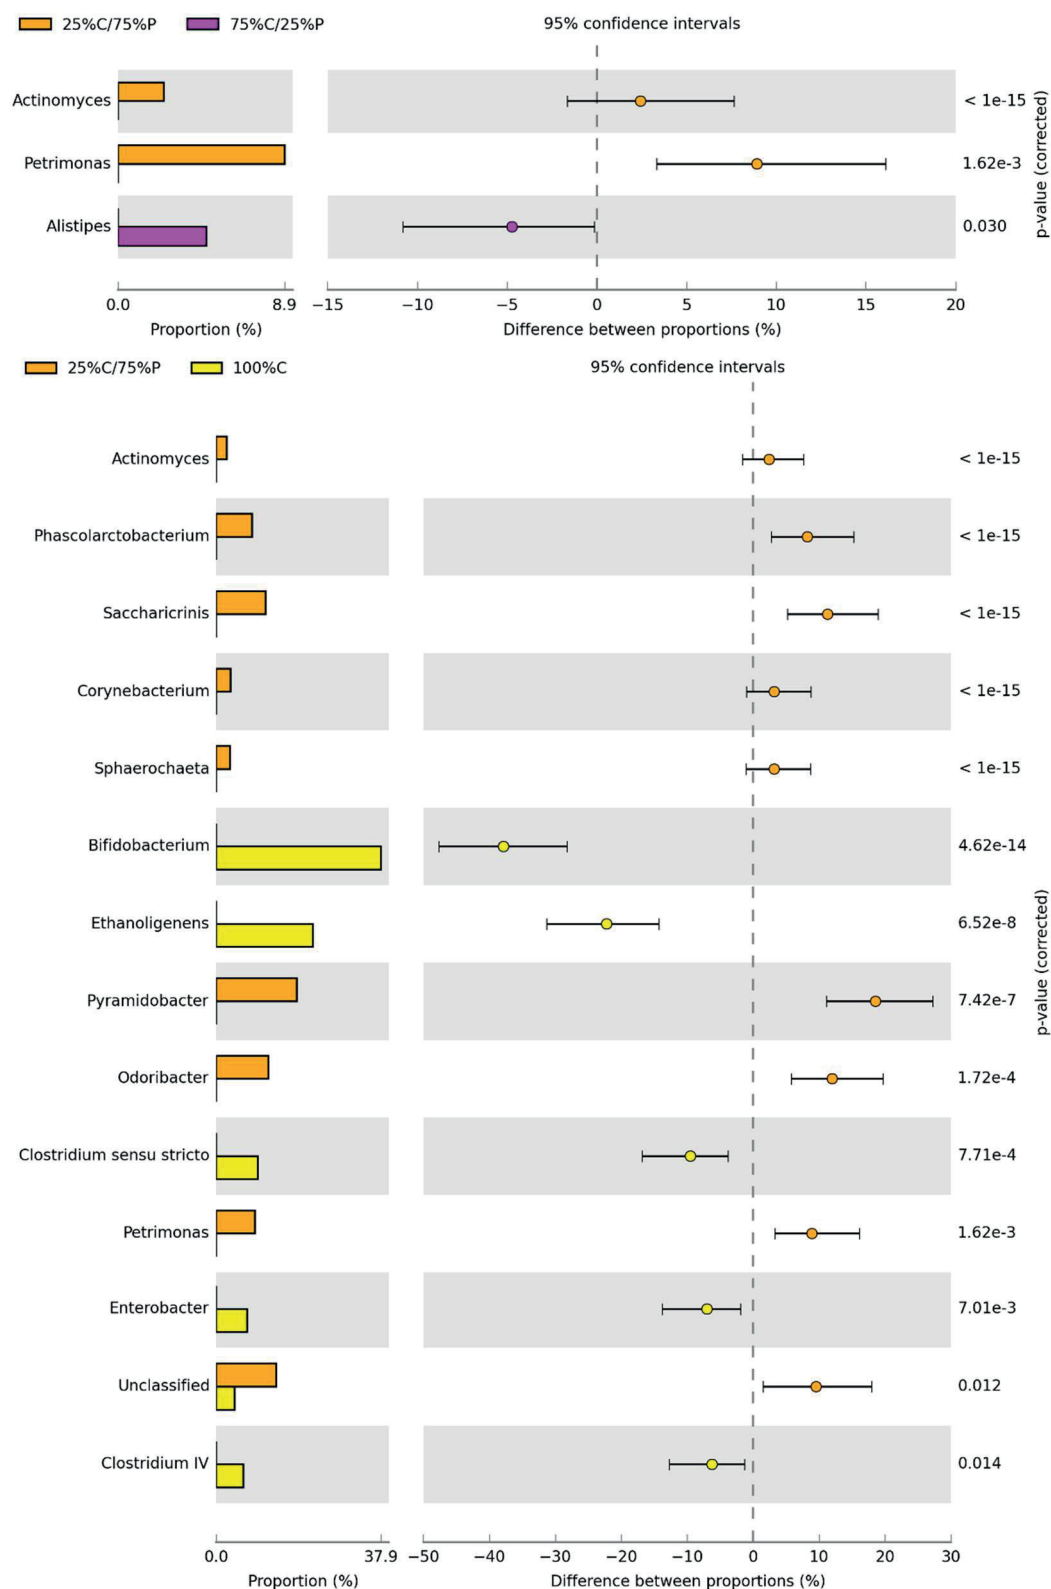 25%C/75%P 75%C/25%P 95% confidence intervals
Actinomyces < 1e-15
Petrimonas 1.62e-3
Alistipes 0.030
p-value (corrected)
0.0 8.9 −15 −10 −5 0 5 10 15 20
Proportion (%) Difference between proportions (%)
25%C/75%P 100%C 95% confidence intervals
Actinomyces < 1e-15
Phascolarctobacterium < 1e-15
Saccharicrinis < 1e-15
Corynebacterium < 1e-15
Sphaerochaeta < 1e-15
Bifidobacterium 4.62e-14
Ethanoligenens 6.52e-8
Pyramidobacter 7.42e-7
Odoribacter 1.72e-4
Clostridium sensu stricto 7.71e-4
Petrimonas 1.62e-3
Enterobacter 7.01e-3
Unclassified 0.012
Clostridium IV 0.014
p-value (corrected)
0.0 37.9 −50 −40 −30 −20 −10 0 10 20 30
Proportion (%) Difference between proportions (%)